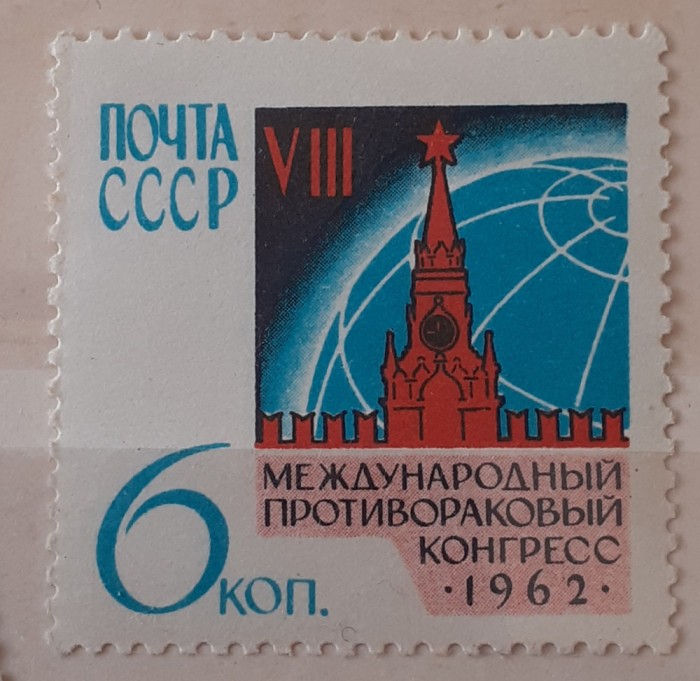 ПОЧТА
СССР
VIII
МЕЖДУНАРОДНЫЙ
ПРОТИВОРАКОВЫЙ
КОНГРЕСС
·1962·
6 КОП.